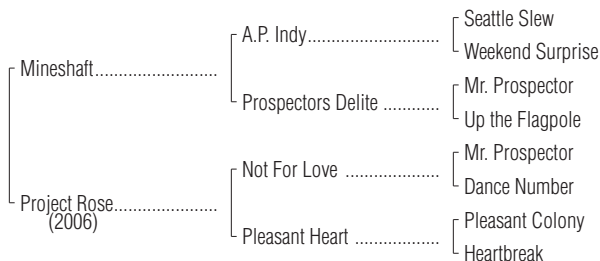 Seattle Slew
A.P. Indy..............................
Weekend Surprise
Mineshaft............................
Mr. Prospector
Prospectors Delite .............
Up the Flagpole
Mr. Prospector
Not For Love ......................
Dance Number
Project Rose........................
(2006)
Pleasant Colony
Pleasant Heart ...................
Heartbreak